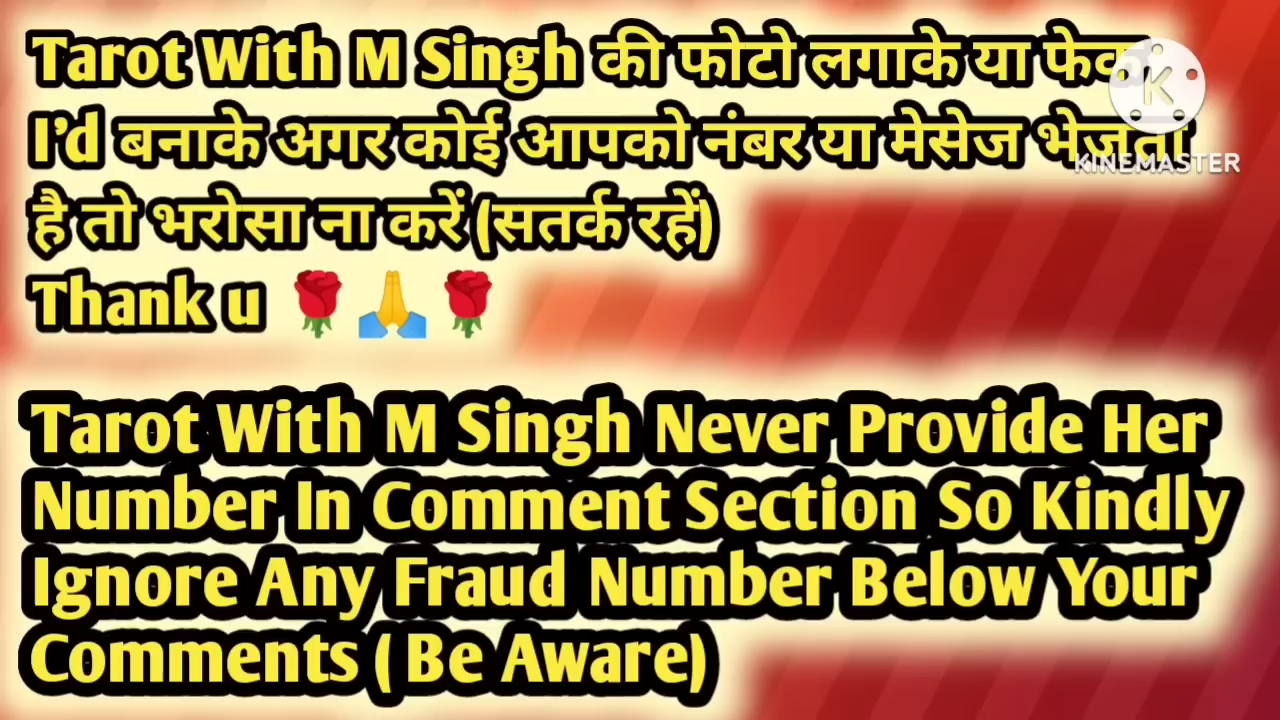 Tarot With M Singh की फोटो लगाके या फेक
I'd बनाके अगर कोई आपको नंबर या मेसेज भेजता
है तो भरोसा ना करें (सतर्क रहें)
Thank u 🌹🙏🌹
K
KINEMASTER
Tarot With M Singh Never Provide Her
Number In Comment Section So Kindly
Ignore Any Fraud Number Below Your
Comments ( Be Aware)